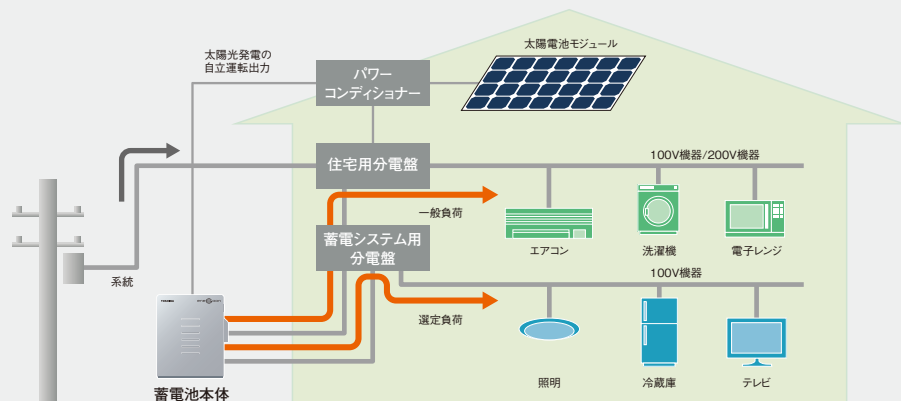 太陽光発電の
自立運転出力
パワー
コンディショナー
太陽電池モジュール
住宅用分電盤
100V機器/200V機器
一般負荷
エアコン
洗濯機
電子レンジ
蓄電システム用
分電盤
系統
100V機器
選定負荷
照明
冷蔵庫
テレビ
TOSHIBA
蓄電池本体